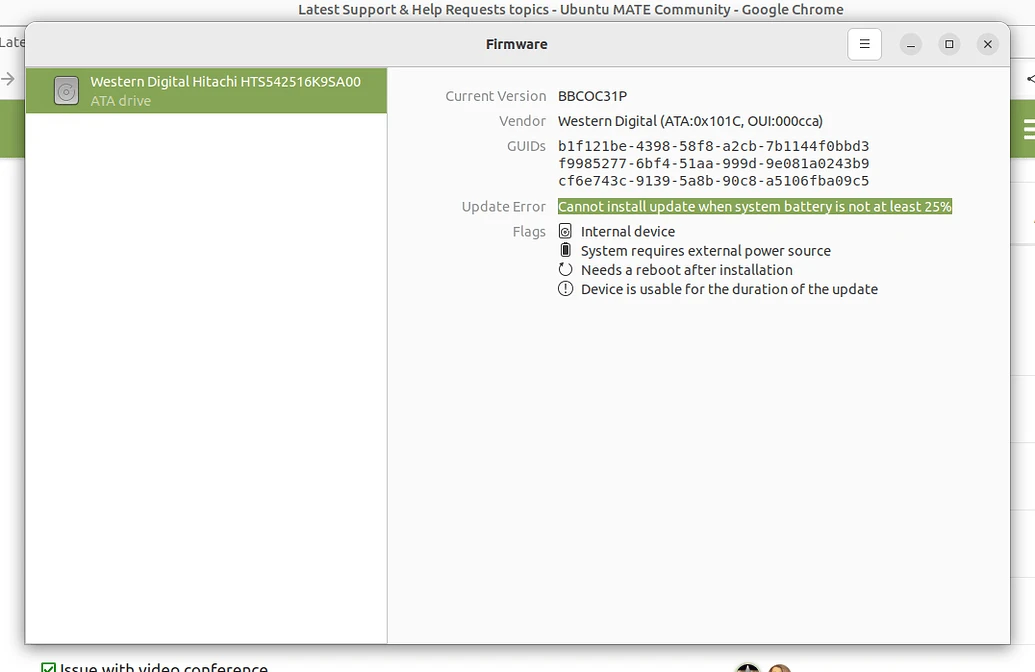 Latest Support & Help Requests topics - Ubuntu MATE Community - Google Chrome
Late
Firmware
Western Digital Hitachi HTS542516K9SA00
ATA drive
Current Version BBCOC31P
Vendor Western Digital (ATA:0x101C, OUI:000cca)
GUIDs b1f121be-4398-58f8-a2cb-7b1144f0bbd3
f9985277-6bf4-51aa-999d-9e081a0243b9
cf6e743c-9139-5a8b-90c8-a5106fba09c5
Update Error Cannot install update when system battery is not at least 25%
Flags Internal device
System requires external power source
Needs a reboot after installation
Device is usable for the duration of the update
Issue with video conference